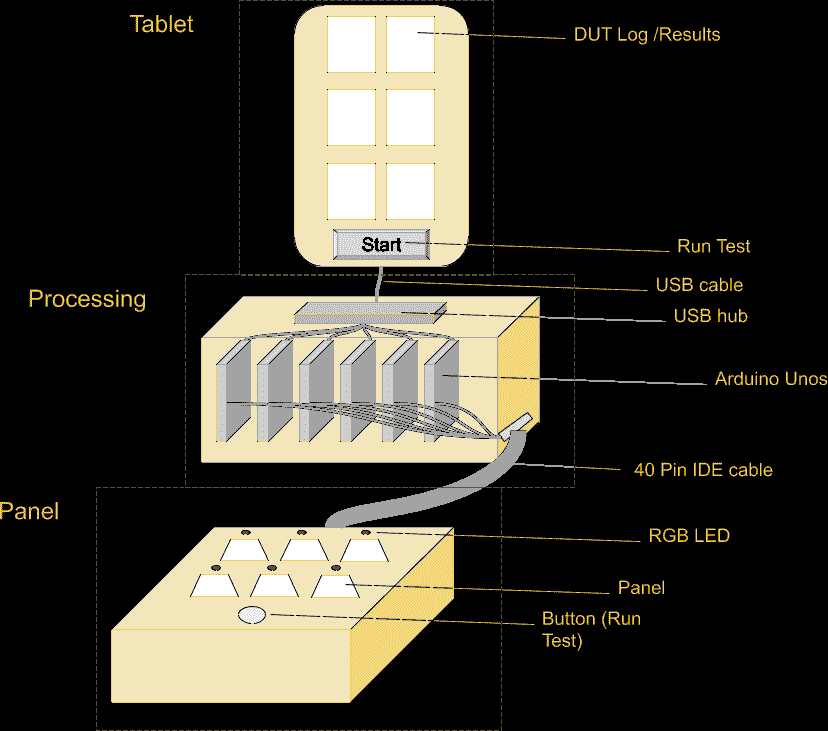 Tablet
DUT Log /Results
Start
Run Test
USB cable
Processing
USB hub
Arduino Unos
40 Pin IDE cable
Panel
RGB LED
Panel
Button (Run
Test)